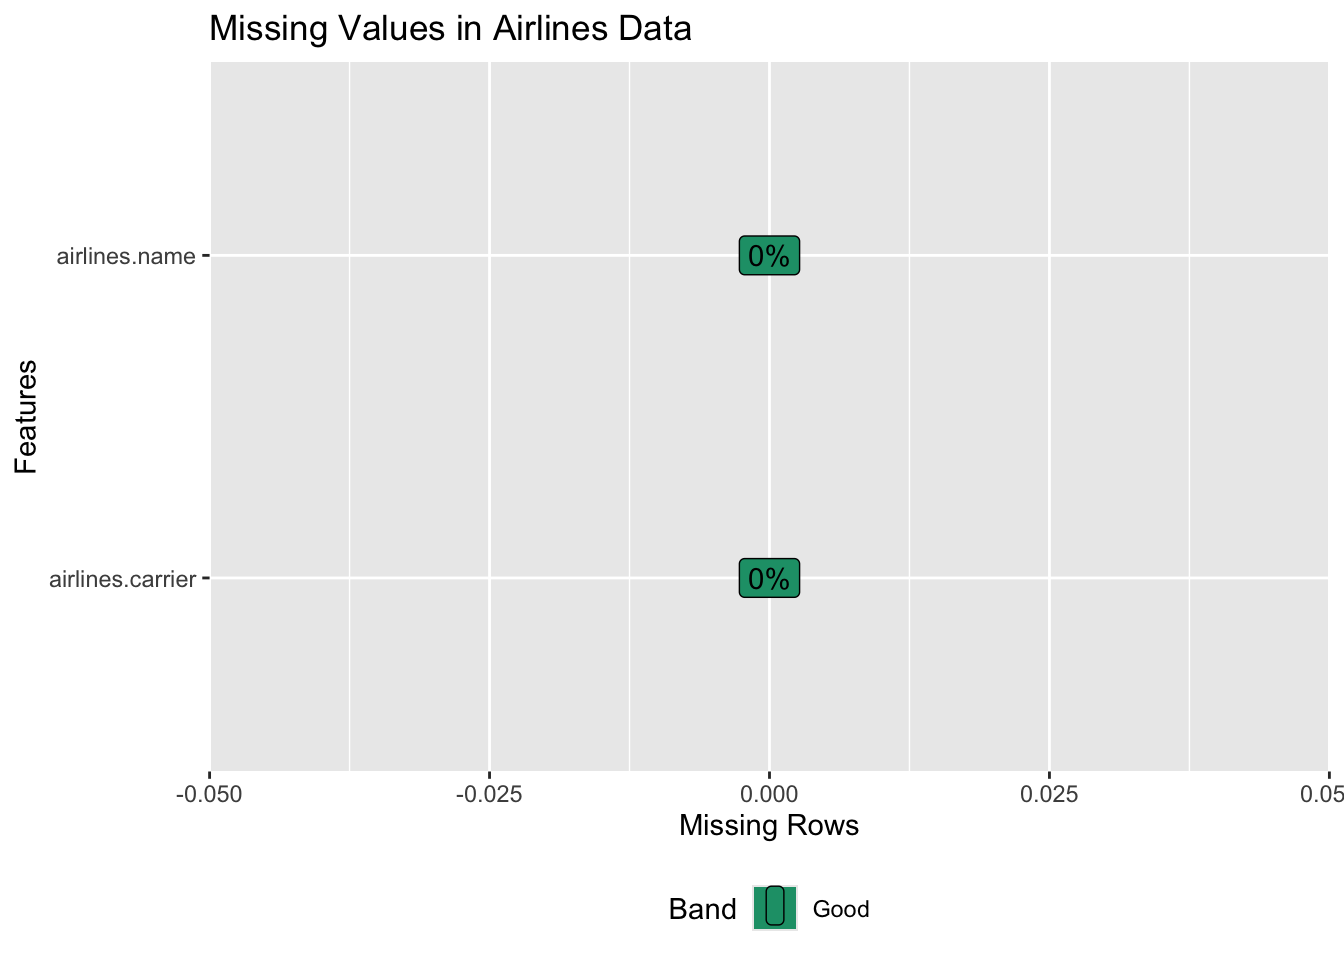 Missing Values in Airlines Data
Features
airlines.name
0%
airlines.carrier
0%
-0.050
-0.025
0.000
0.025
0.05
Missing Rows
Band
Good